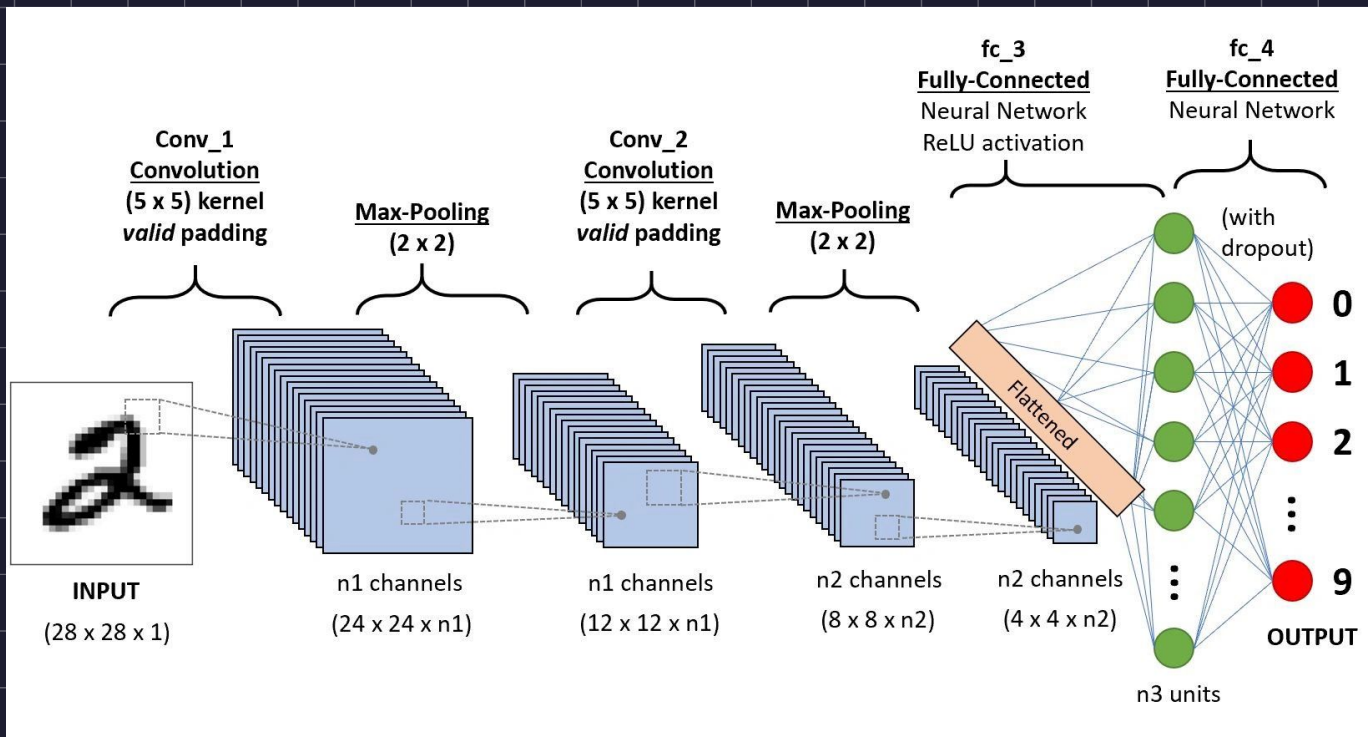 Conv_1
Convolution
(5 x 5) kernel
valid padding
Max-Pooling
(2 x 2)
Conv_2
Convolution
(5 x 5) kernel
valid padding
Max-Pooling
(2 x 2)
fc_3
Fully-Connected
Neural Network
ReLU activation
fc_4
Fully-Connected
Neural Network
(with
dropout)
Flattened
0
1
2
9
OUTPUT
INPUT
(28 x 28 x 1)
n1 channels
(24 x 24 x n1)
n1 channels
(12 x 12 x n1)
n2 channels
(8 x 8 x n2)
n2 channels
(4 x 4 x n2)
n3 units
2